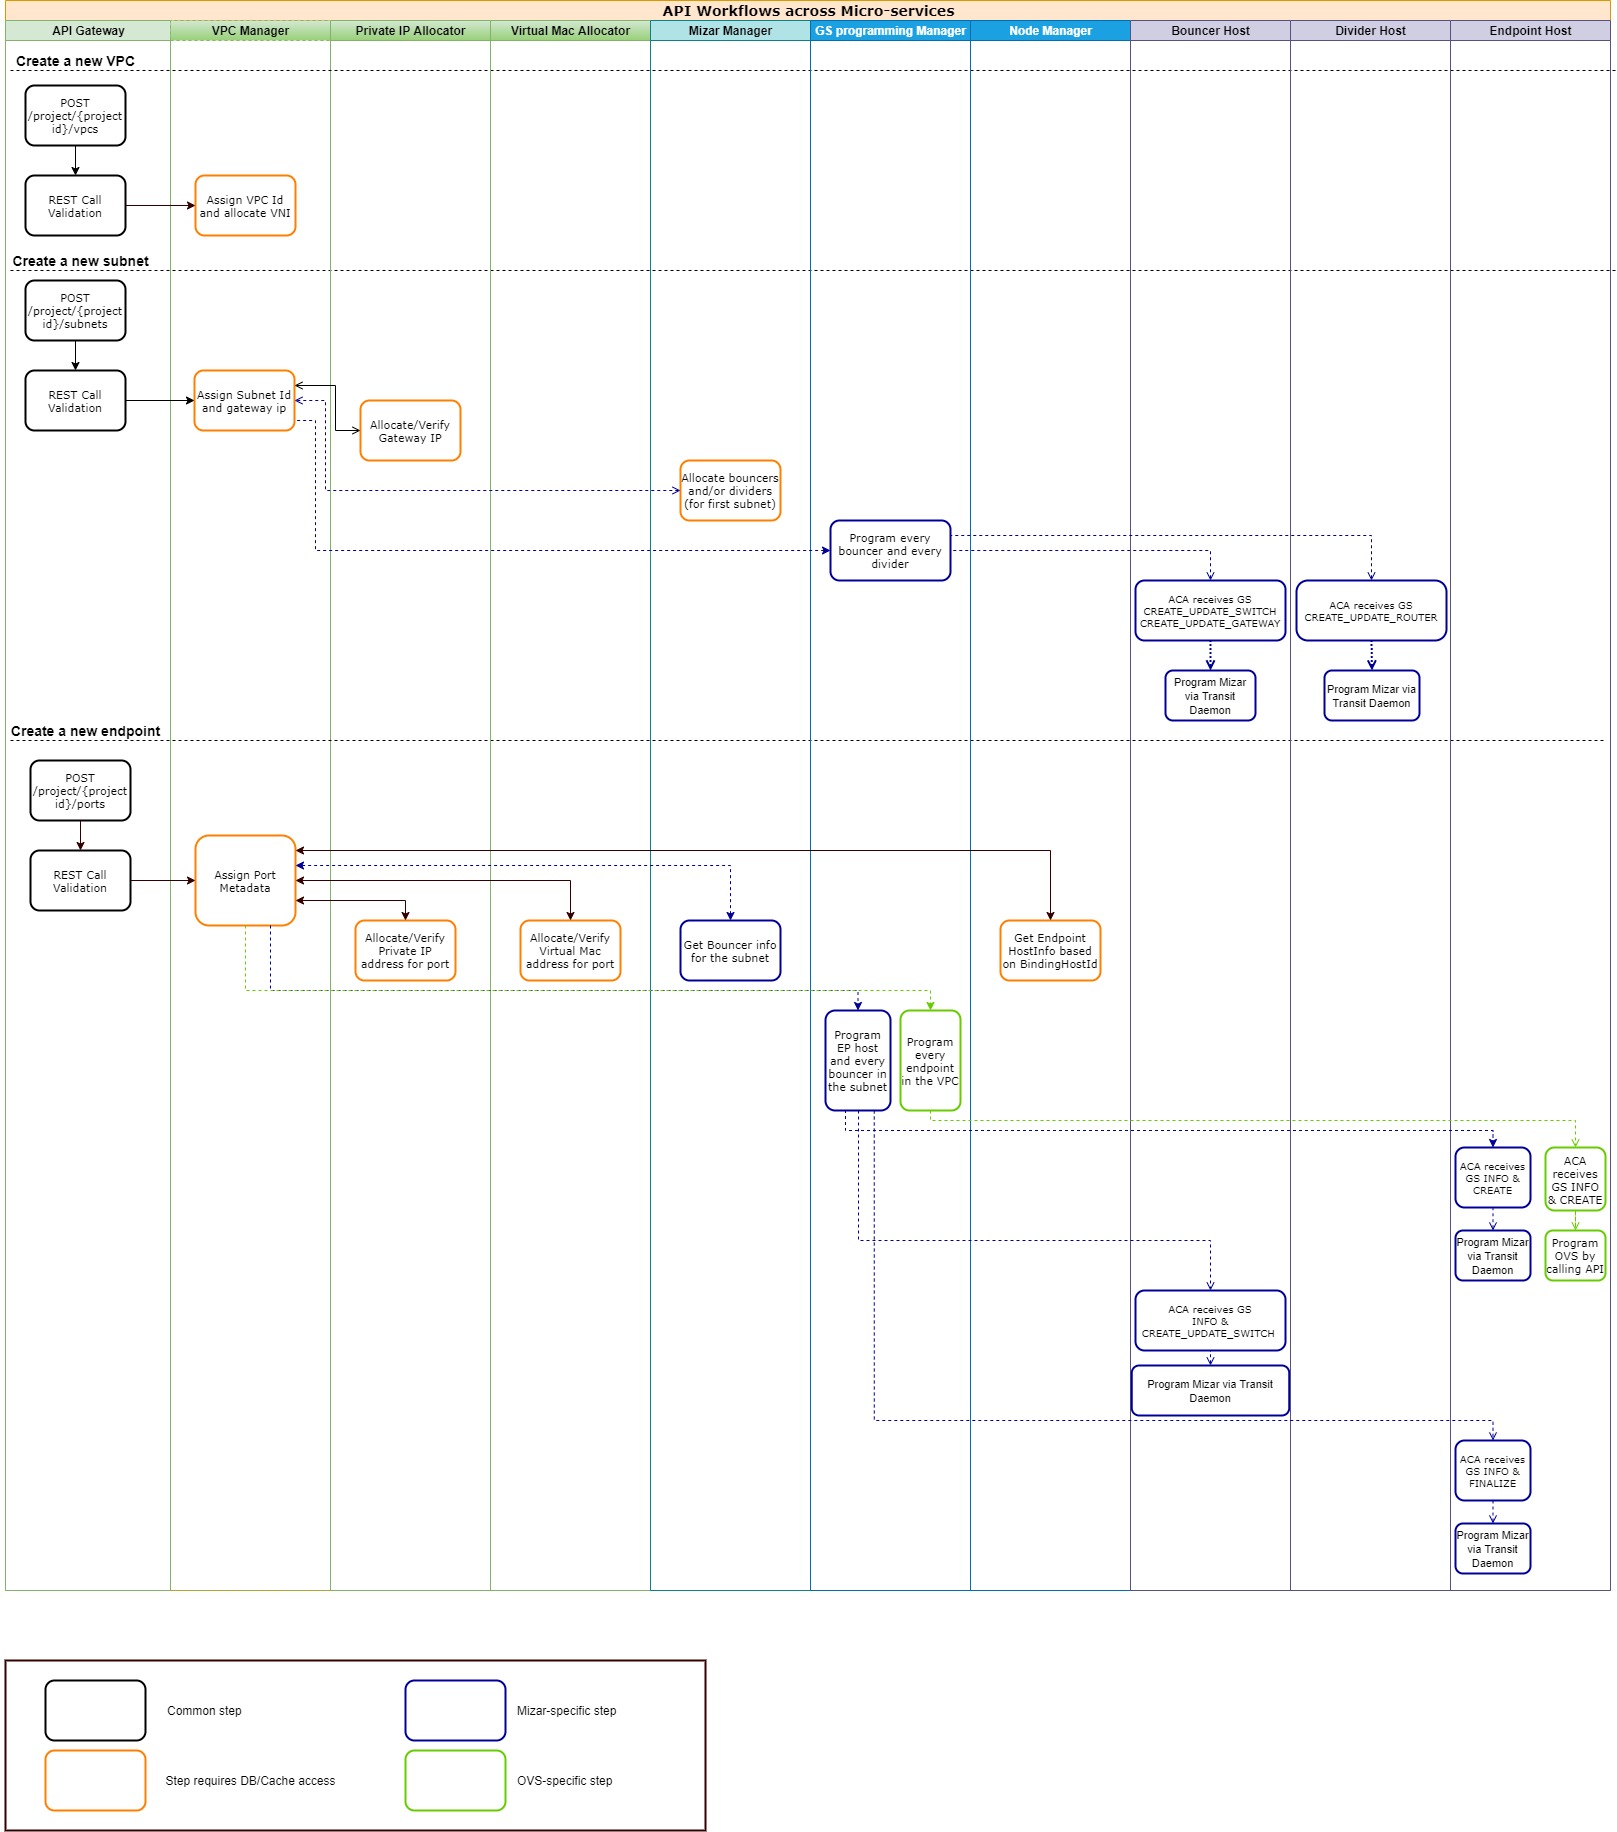 API Workflows across Micro-services
API Gateway
VPC Manager
Private IP Allocator
Virtual Mac Allocator
Mizar Manager
GS programming Manager
Node Manager
Bouncer Host
Divider Host
Endpoint Host
Create a new VPC
POST
/project/{project
id}/vpcs
REST Call
Validation
Assign VPC Id
and allocate VNI
Create a new subnet
POST
/project/{project
id}/subnets
REST Call
Validation
Assign Subnet Id
and gateway ip
Allocate/Verify
Gateway IP
Allocate bouncers
and/or dividers
(for first subnet)
Program every
bouncer and every
divider
ACA receives GS
CREATE_UPDATE_SWITCH
CREATE_UPDATE_GATEWAY
ACA receives GS
CREATE_UPDATE_ROUTER
Program Mizar
via Transit
Daemon
Program Mizar via
Transit Daemon
Create a new endpoint
POST
/project/{project
id}/ports
REST Call
Validation
Assign Port
Metadata
Allocate/Verify
Private IP
address for port
Allocate/Verify
Virtual Mac
address for port
Get Bouncer info
for the subnet
Get Endpoint
HostInfo based
on BindingHostId
Program
EP host
and every
bouncer in
the subnet
Program
every
endpoint
in the VPC
ACA receives
GS INFO &
CREATE
ACA
receives
GS INFO
& CREATE
Program Mizar
via Transit
Daemon
Program
OVS by
calling API
ACA receives GS
INFO &
CREATE_UPDATE_SWITCH
Program Mizar via Transit
Daemon
ACA receives
GS INFO &
FINALIZE
Program Mizar
via Transit
Daemon
Common step
Mizar-specific step
Step requires DB/Cache access
OVS-specific step